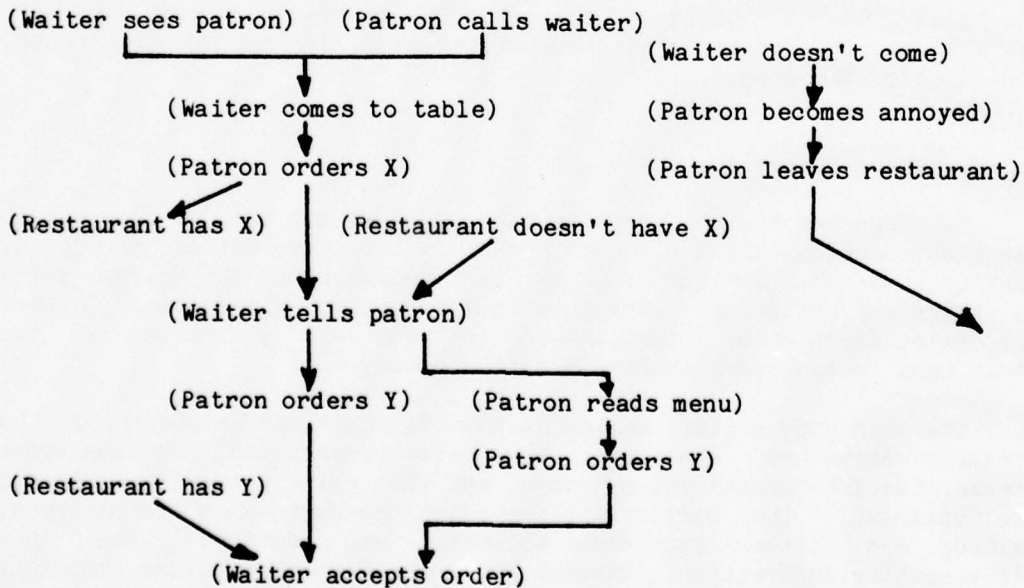 (Waiter sees patron) (Patron calls waiter)
(Waiter doesn't come)
(Waiter comes to table)
(Patron becomes annoyed)
(Patron orders X)
(Patron leaves restaurant)
(Restaurant has X) (Restaurant doesn't have X)
(Waiter tells patron)
(Patron orders Y) (Patron reads menu)
(Patron orders Y)
(Restaurant has Y)
(Waiter accepts order)